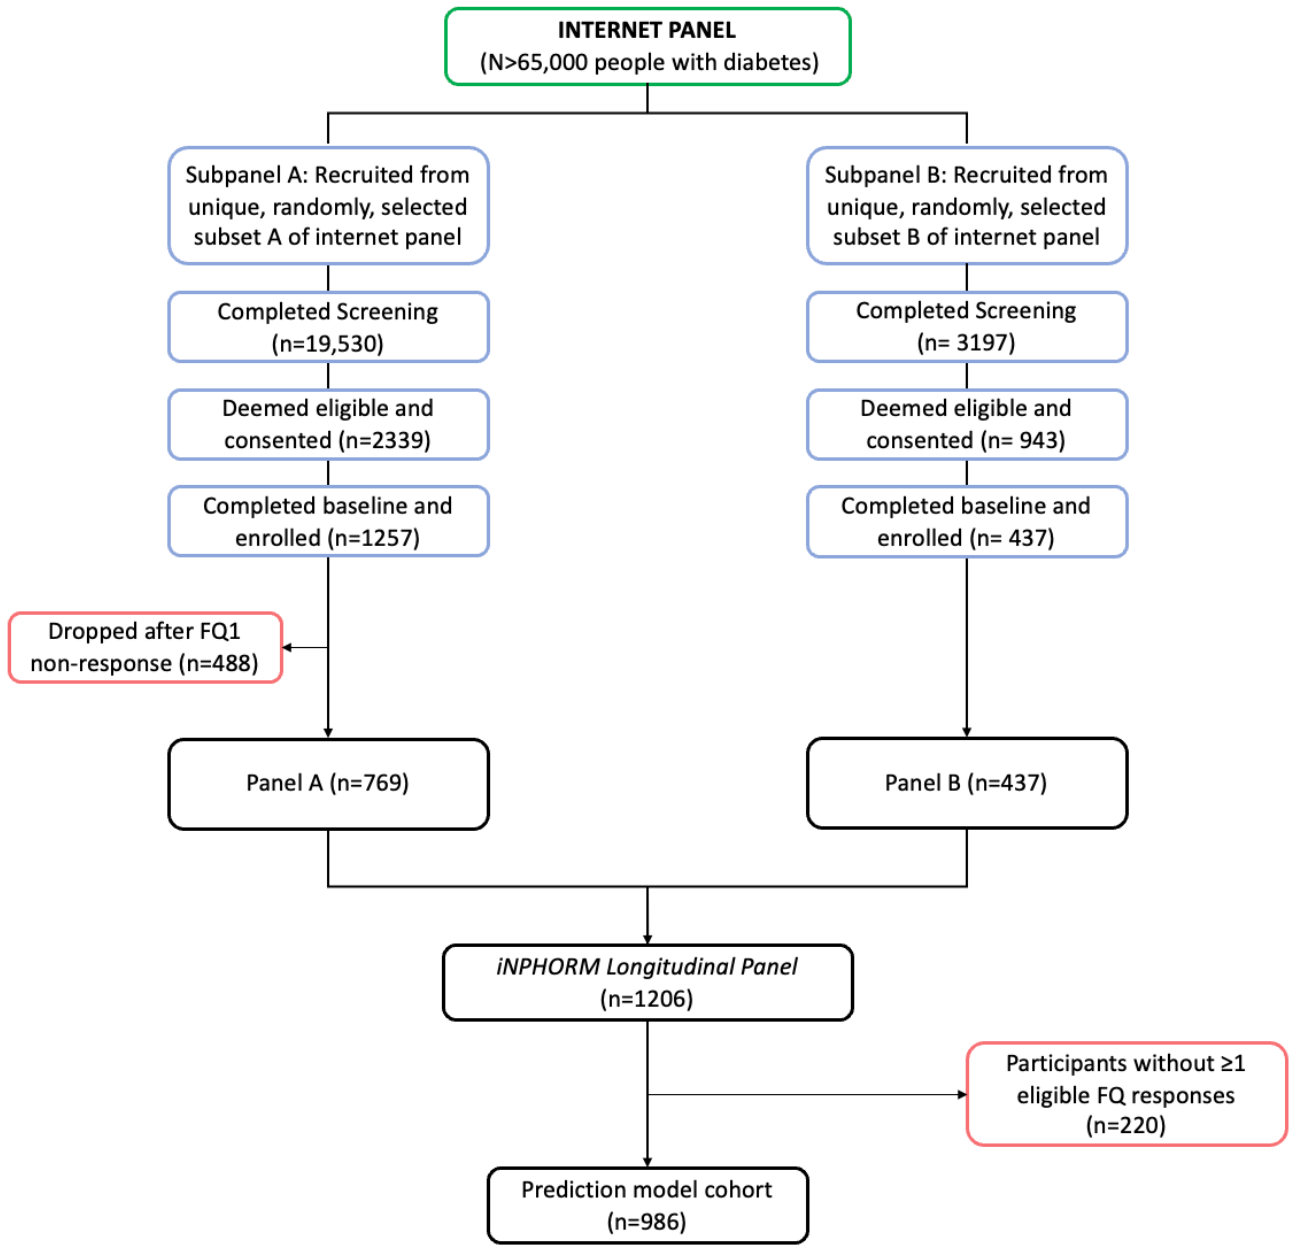 INTERNET PANEL
(N>65,000 people with diabetes)
Subpanel A: Recruited from
unique, randomly, selected
subset A of internet panel
Subpanel B: Recruited from
unique, randomly, selected
subset B of internet panel
Completed Screening
(n=19,530)
Completed Screening
(n= 3197)
Deemed eligible and
consented (n=2339)
Deemed eligible and
consented (n= 943)
Completed baseline and
enrolled (n=1257)
Completed baseline and
enrolled (n= 437)
Dropped after FQ1
non-response (n=488)
Panel A (n=769)
Panel B (n=437)
iNPHORM Longitudinal Panel
(n=1206)
Participants without ≥1
eligible FQ responses
(n=220)
Prediction model cohort
(n=986)